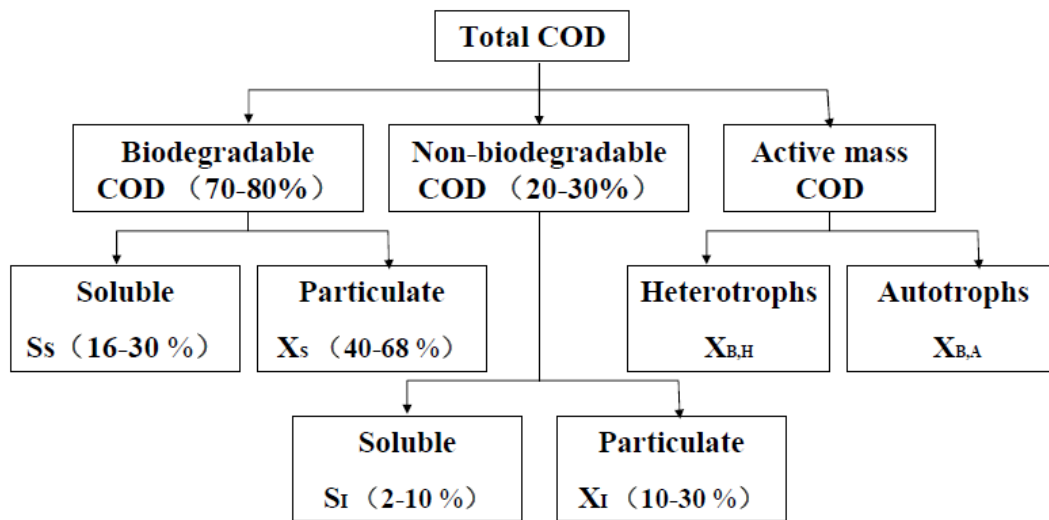 Total COD
Biodegradable
COD （70-80%）
Non-biodegradable
COD （20-30%）
Active mass
COD
Soluble
Ss（16-30 %）
Particulate
Xs （40-68 %）
Heterotrophs
XB,H
Autotrophs
XB,A
Soluble
SI （2-10 %）
Particulate
XI （10-30 %）